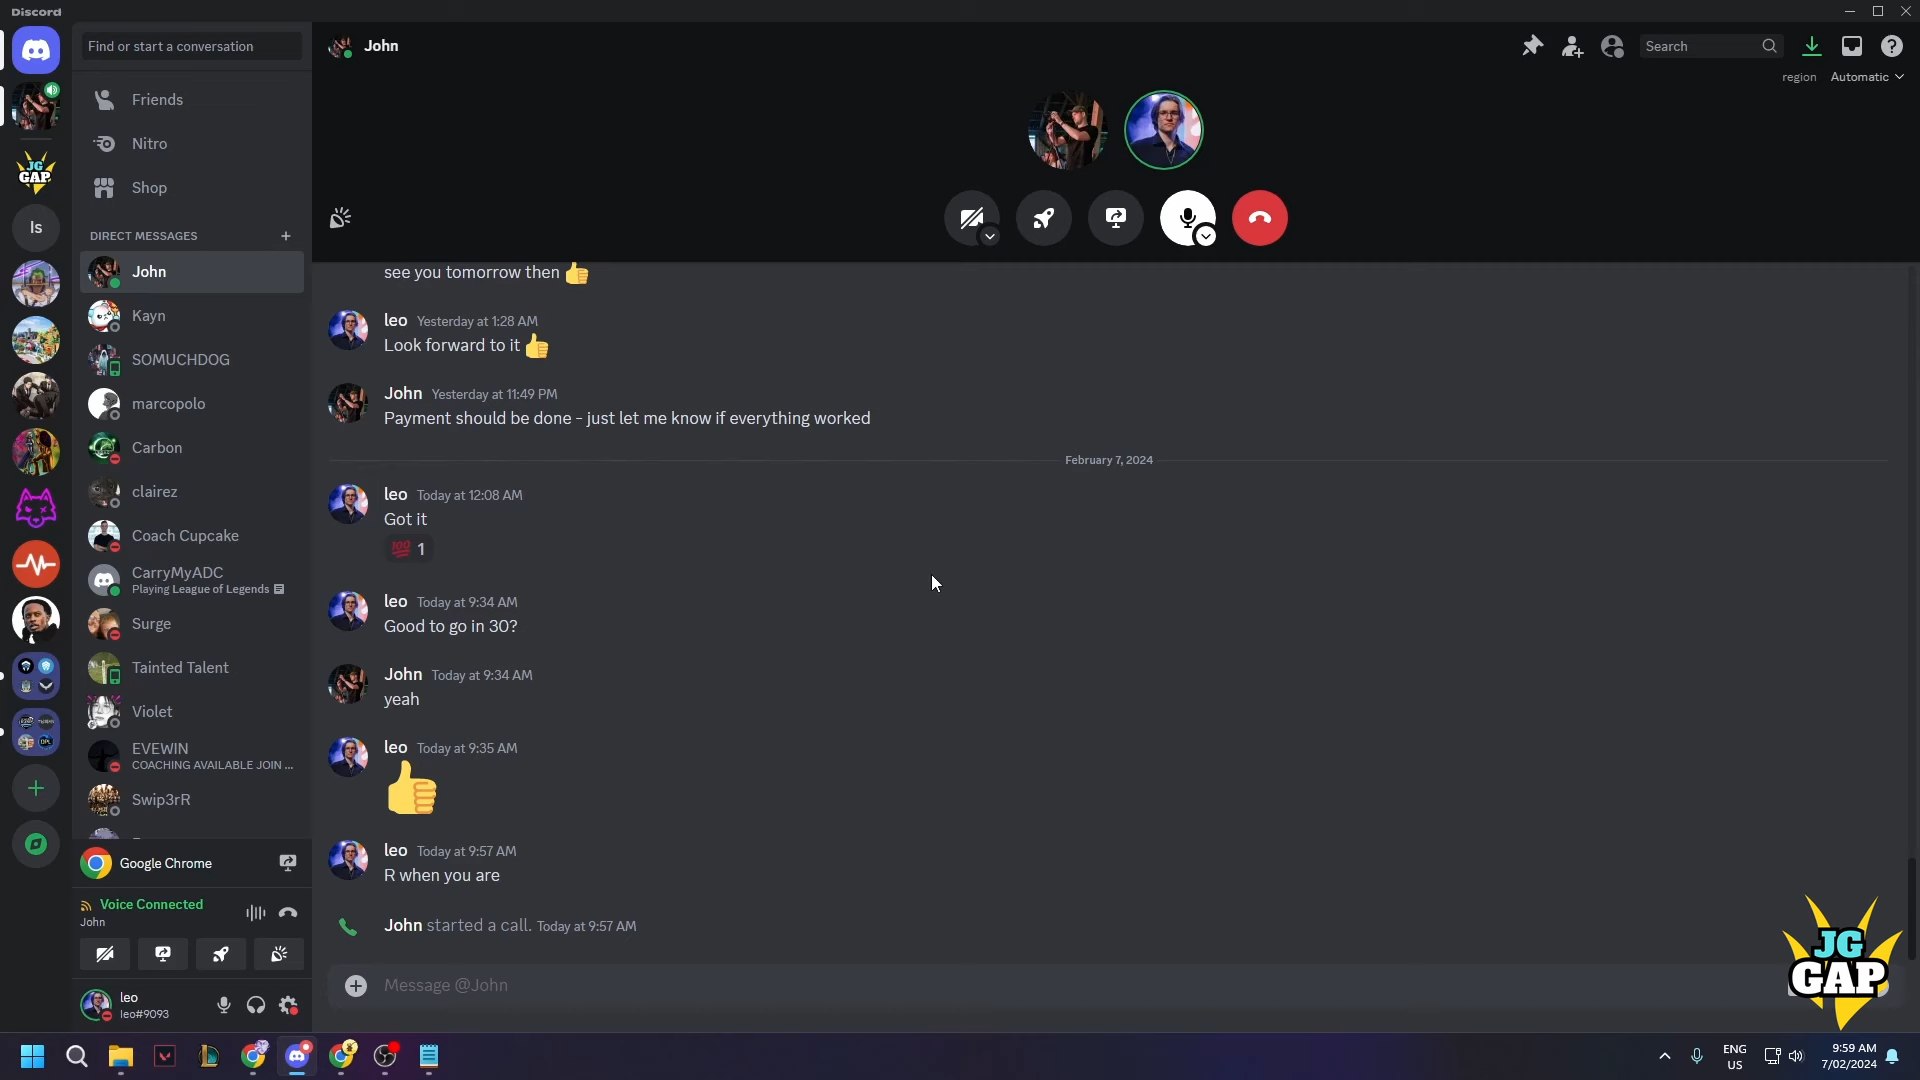 Discord
Find or start a conversation
John
Search
region Automatic
JG
GAP
Friends
Nitro
Is
Shop
DIRECT MESSAGES
John
Kayn
SOMUCHDOG
marcopolo
Carbon
clairez
Coach Cupcake
CarryMyADC
Playing League of Legends
Surge
Tainted Talent
Violet
EVEWIN
COACHING AVAILABLE JOIN ...
Swip3rR
Google Chrome
Voice Connected
John
leo
leo#9093
see you tomorrow then
leo Yesterday at 1:28 AM
Look forward to it
John Yesterday at 11:49 PM
Payment should be done - just let me know if everything worked
February 7, 2024
leo Today at 12:08 AM
Got it
100 1
leo Today at 9:34 AM
Good to go in 30?
John Today at 9:34 AM
yeah
leo Today at 9:35 AM
leo Today at 9:57 AM
R when you are
John started a call. Today at 9:57 AM
Message @John
JG
GAP
ENG
US
9:59 AM
7/02/2024